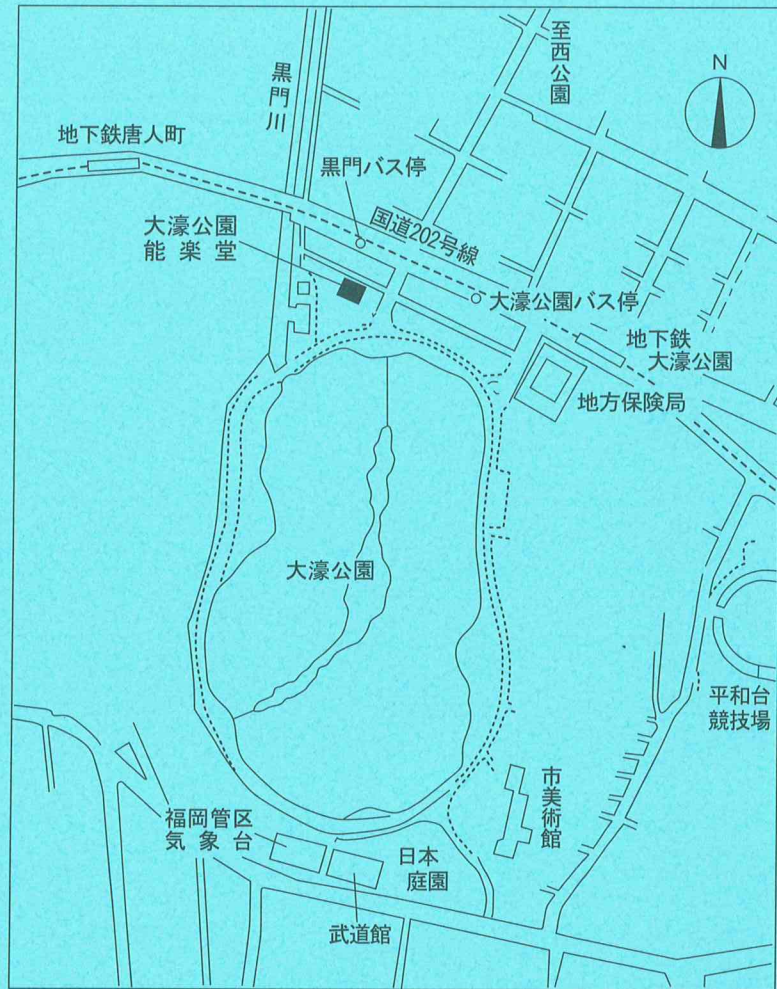 至西公園
N
黒門川
地下鉄唐人町
黒門バス停
国道202号線
大濠公園
能楽堂
大濠公園バス停
地下鉄
大濠公園
地方保険局
大濠公園
平和台
競技場
市美術館
福岡管区
気象台
日本
庭園
武道館